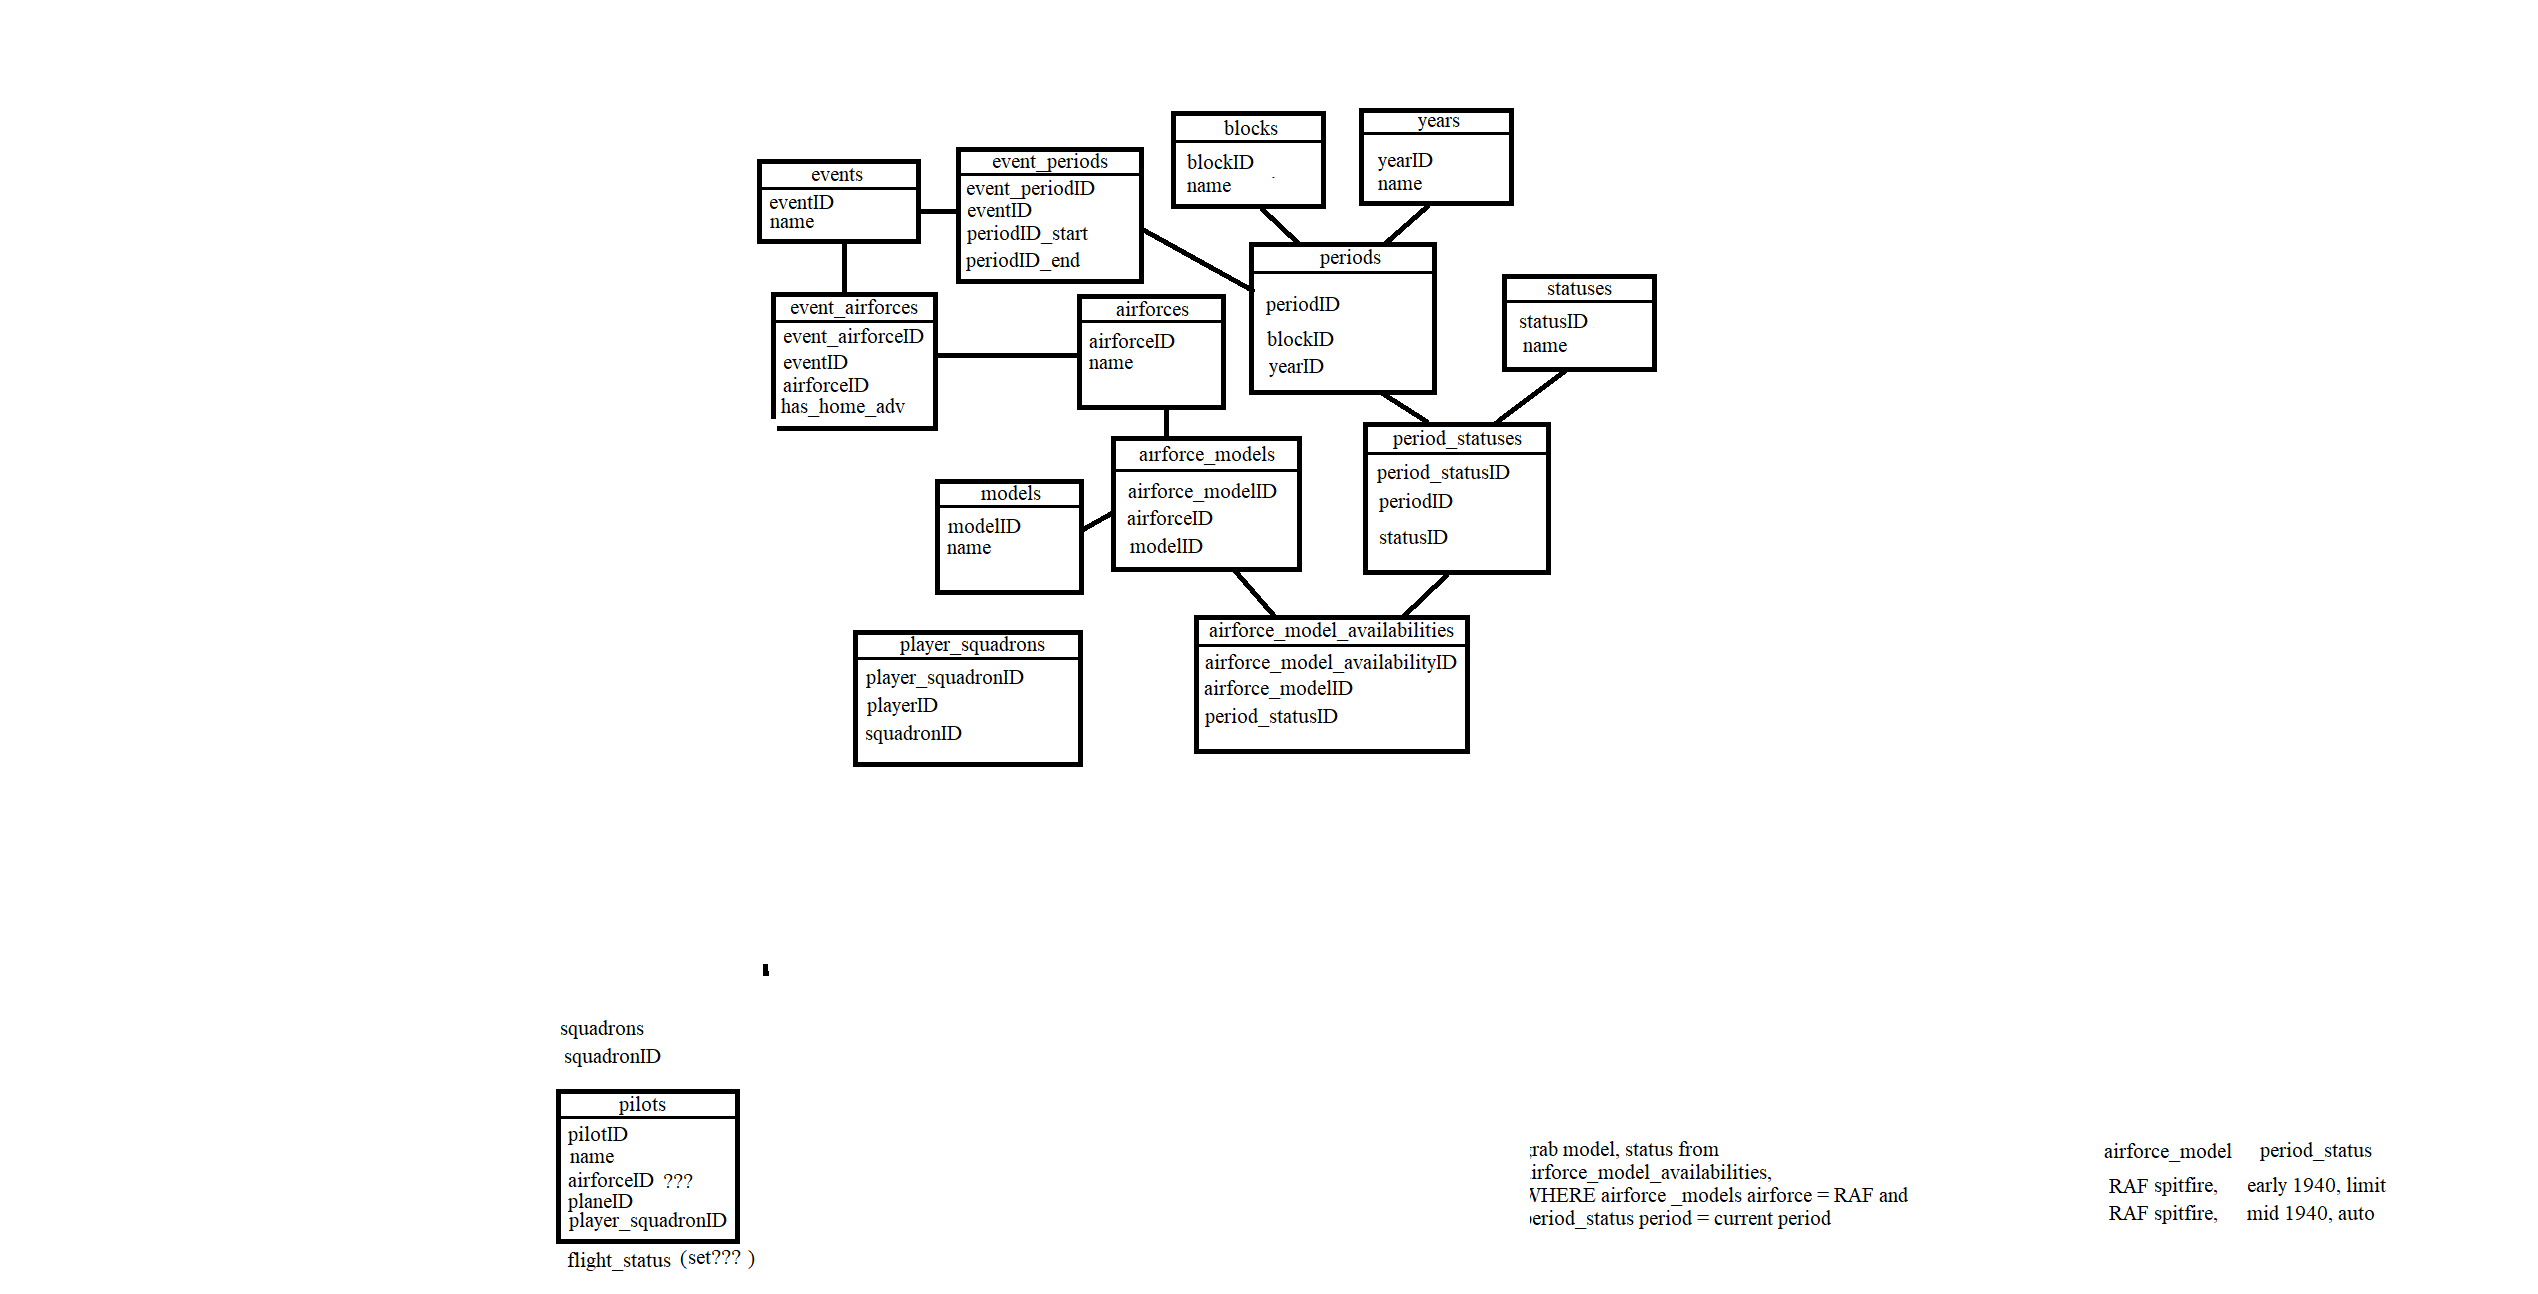 blocks
blockID
name
years
yearID
name
events
eventID
name
event_periods
event_periodID
eventID
periodID_start
periodID_end
periods
periodID
blockID
yearID
statuses
statusID
name
event_airforces
event_airforceID
eventID
airforceID
has_home_adv
airforces
airforceID
name
airforce_models
airforce_modelID
airforceID
modelID
period_statuses
period_statusID
periodID
statusID
models
modelID
name
player_squadrons
player_squadronID
playerID
squadronID
airforce_model_availabilities
airforce_model_availabilityID
airforce_modelID
period_statusID
squadrons
squadronID
pilots
pilotID
name
airforceID ???
planeID
player_squadronID
flight_status (set??? )
rab model, status from
irforce_model_availabilities,
WHERE airforce _models airforce = RAF and
period_status period = current period
airforce_model period_status
RAF spitfire, early 1940, limit
RAF spitfire, mid 1940, auto